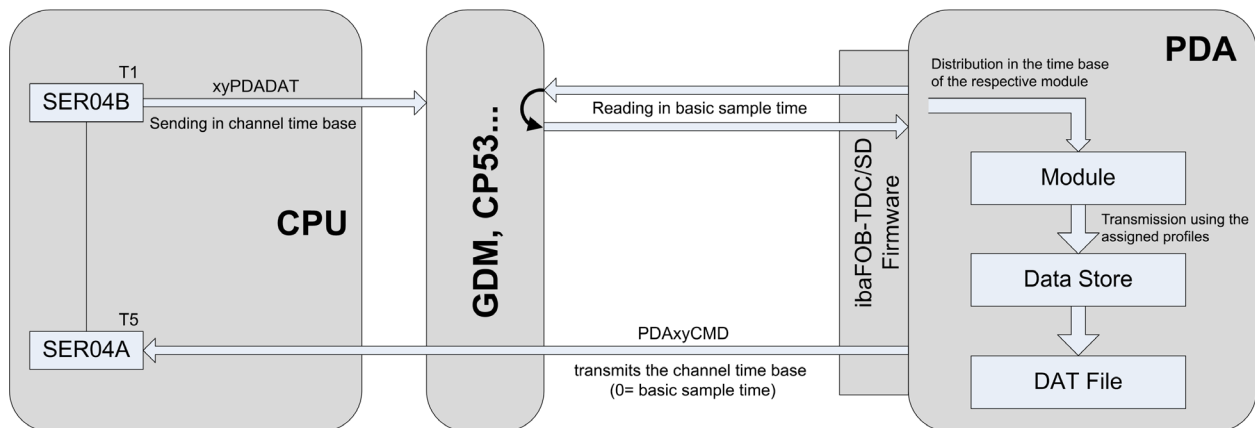 T1
SER04B
xyPDADAT
Sending in channel time base
CPU
T5
SER04A
GDM, CP53...
Reading in basic sample time
PDAxyCMD
transmits the channel time base
(0= basic sample time)
ibaFOB-TDC/SD
Firmware
PDA
Distribution in the time base
of the respective module
Module
Transmission using the
assigned profiles
Data Store
DAT File